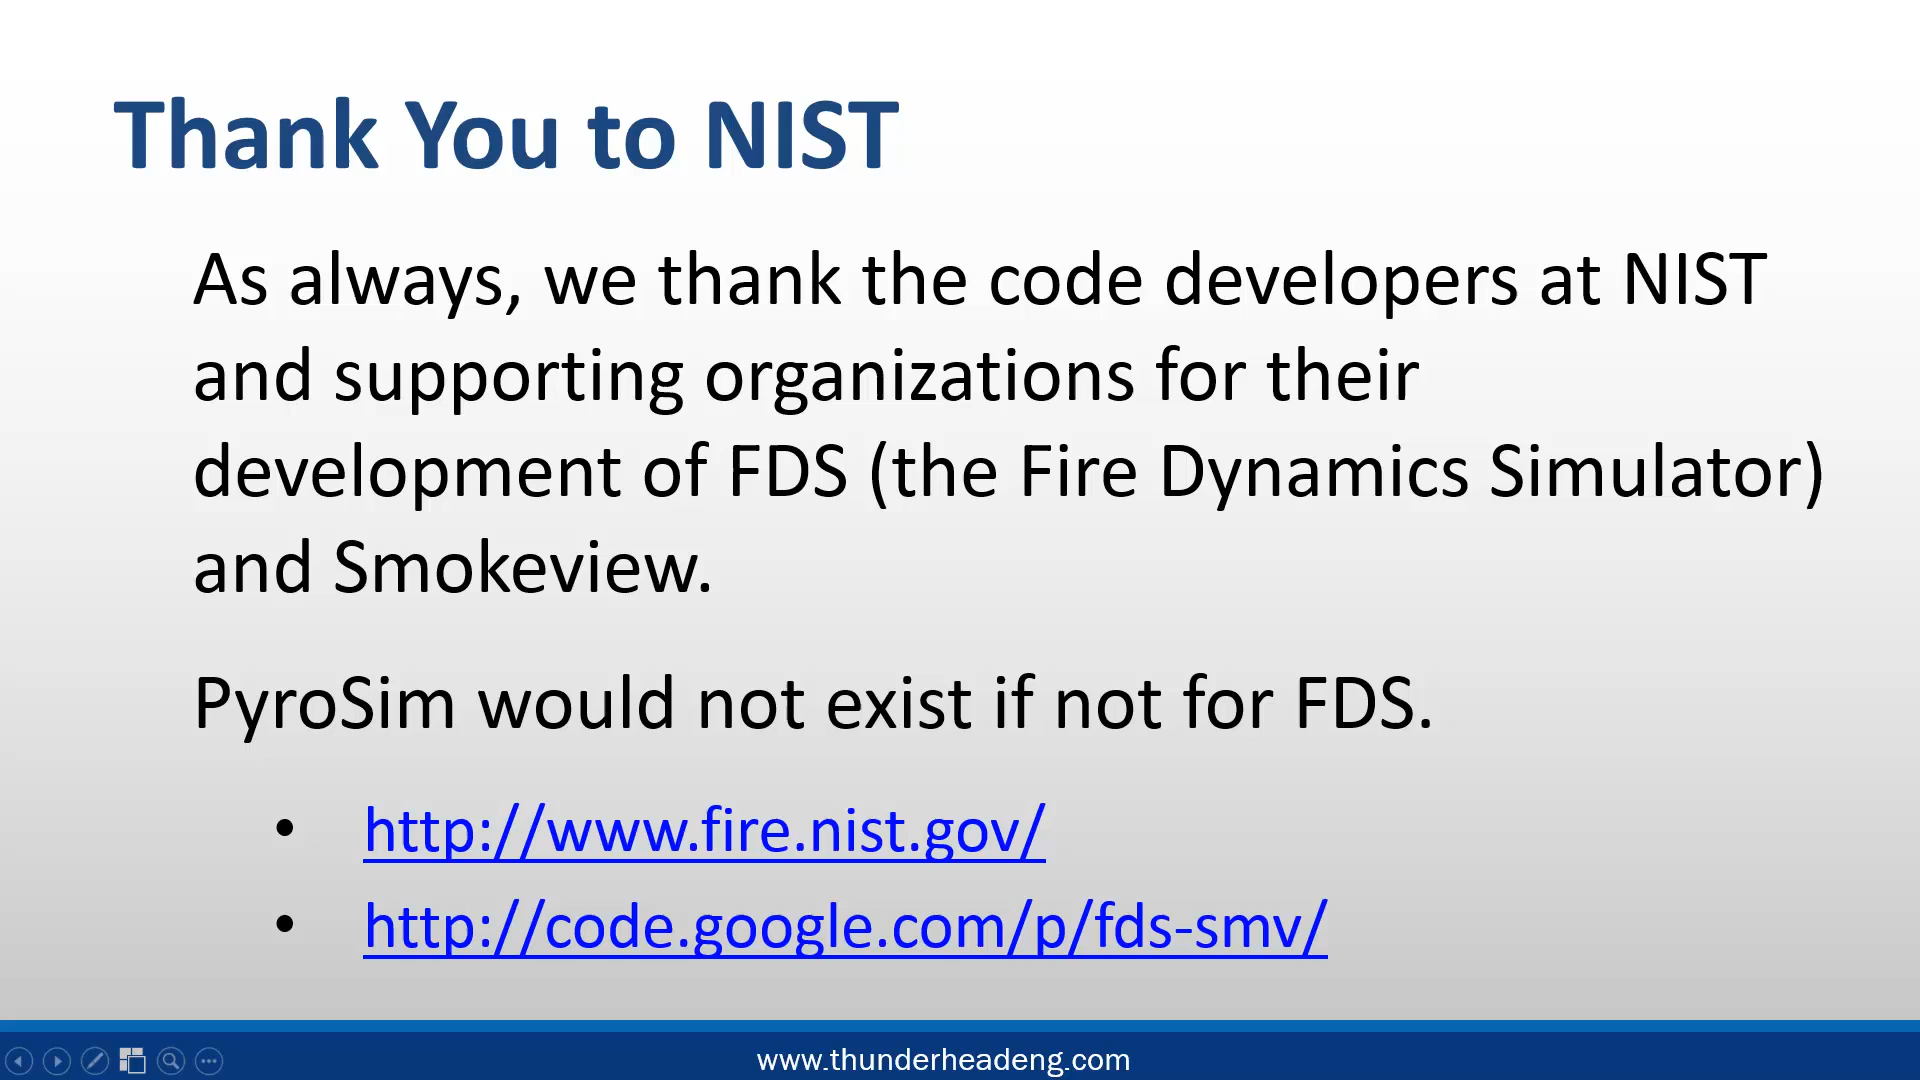 Thank You to NIST
As always, we thank the code developers at NIST
and supporting organizations for their
development of FDS (the Fire Dynamics Simulator)
and Smokeview.
PyroSim would not exist if not for FDS.
• http://www.fire.nist.gov/
• http://code.google.com/p/fds-smv/
www.thunderheadeng.com